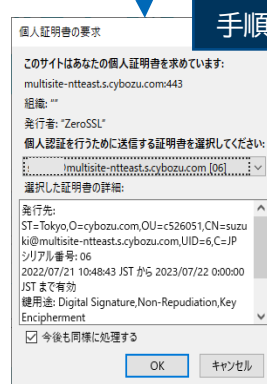 手順
個人証明書の要求
このサイトはあなたの個人証明書を求めています:
multisite-ntteast.s.cybozu.com:443
組織: ""
発行者: "ZeroSSL"
個人認証を行うために送信する証明書を選択してください:
multisite-ntteast.s.cybozu.com [06]
選択した証明書の詳細:
発行先:
ST=Tokyo,O=cybozu.com,OU=c526051,CN=suzu
ki@multisite-ntteast.s.cybozu.com,UID=6,C=JP
シリアル番号: 06
2022/07/21 10:48:43 JST から 2023/07/22 0:00:00
JST まで有効
鍵用途: Digital Signature,Non-Repudiation,Key
Encipherment
今後も同様に処理する
OK キャンセル